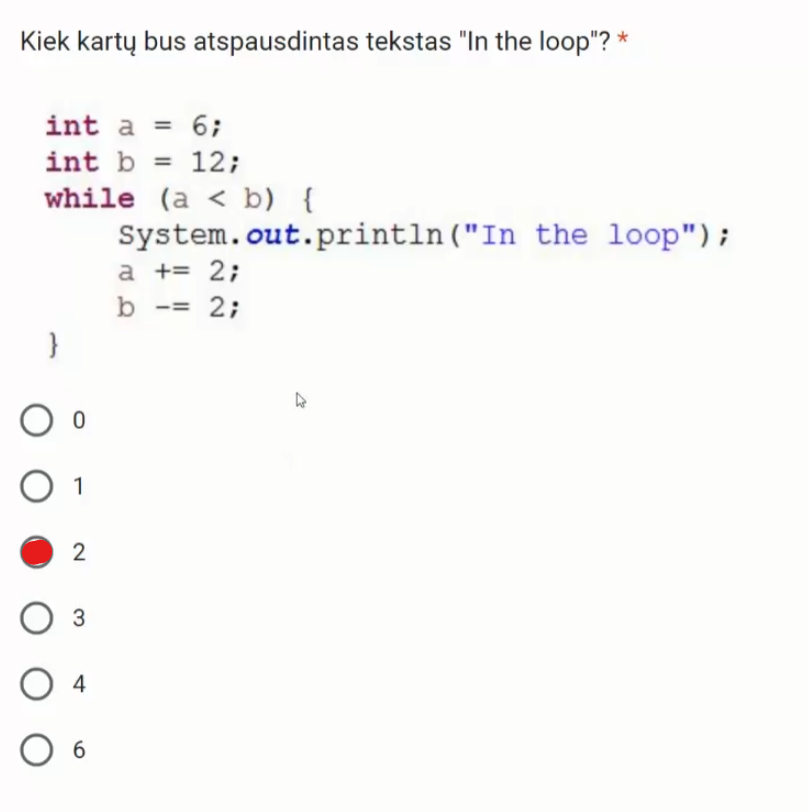 Kiek kartų bus atspausdintas tekstas "In the loop"? *
int a = 6;
int b = 12;
while (a < b) {
System.out.println("In the loop");
a += 2;
b -= 2;
}
0
1
2
3
4
6